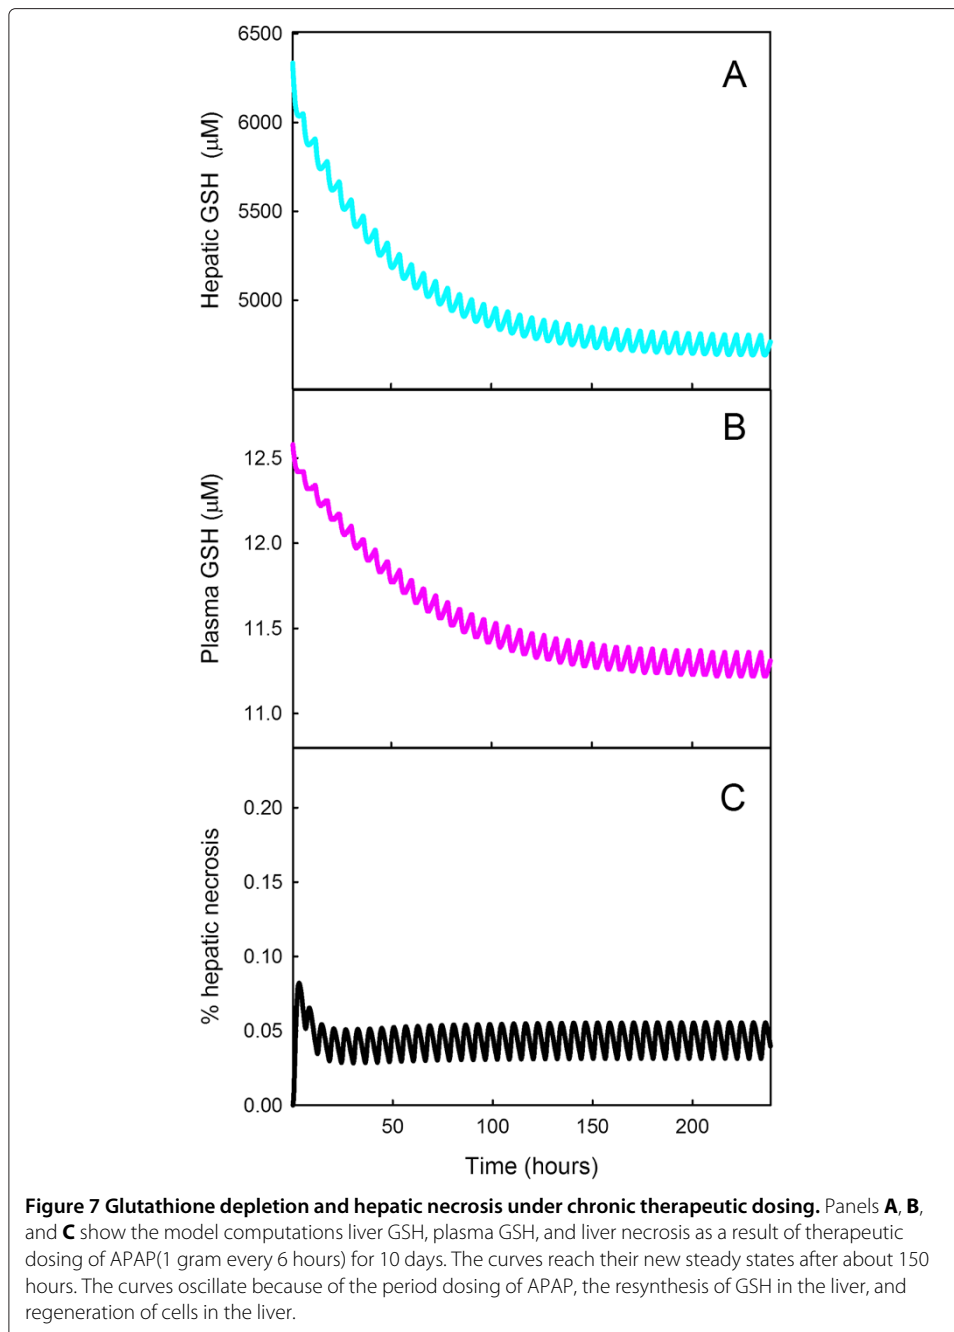 6500
A
6000
5500
5000
Hepatic GSH (μM)
B
12.5
12.0
11.5
11.0
Plasma GSH (μM)
C
0.20
0.15
0.10
0.05
0.00
% hepatic necrosis
50 100 150 200
Time (hours)
Figure 7 Glutathione depletion and hepatic necrosis under chronic therapeutic dosing. Panels A, B,
and C show the model computations liver GSH, plasma GSH, and liver necrosis as a result of therapeutic
dosing of APAP(1 gram every 6 hours) for 10 days. The curves reach their new steady states after about 150
hours. The curves oscillate because of the period dosing of APAP, the resynthesis of GSH in the liver, and
regeneration of cells in the liver.